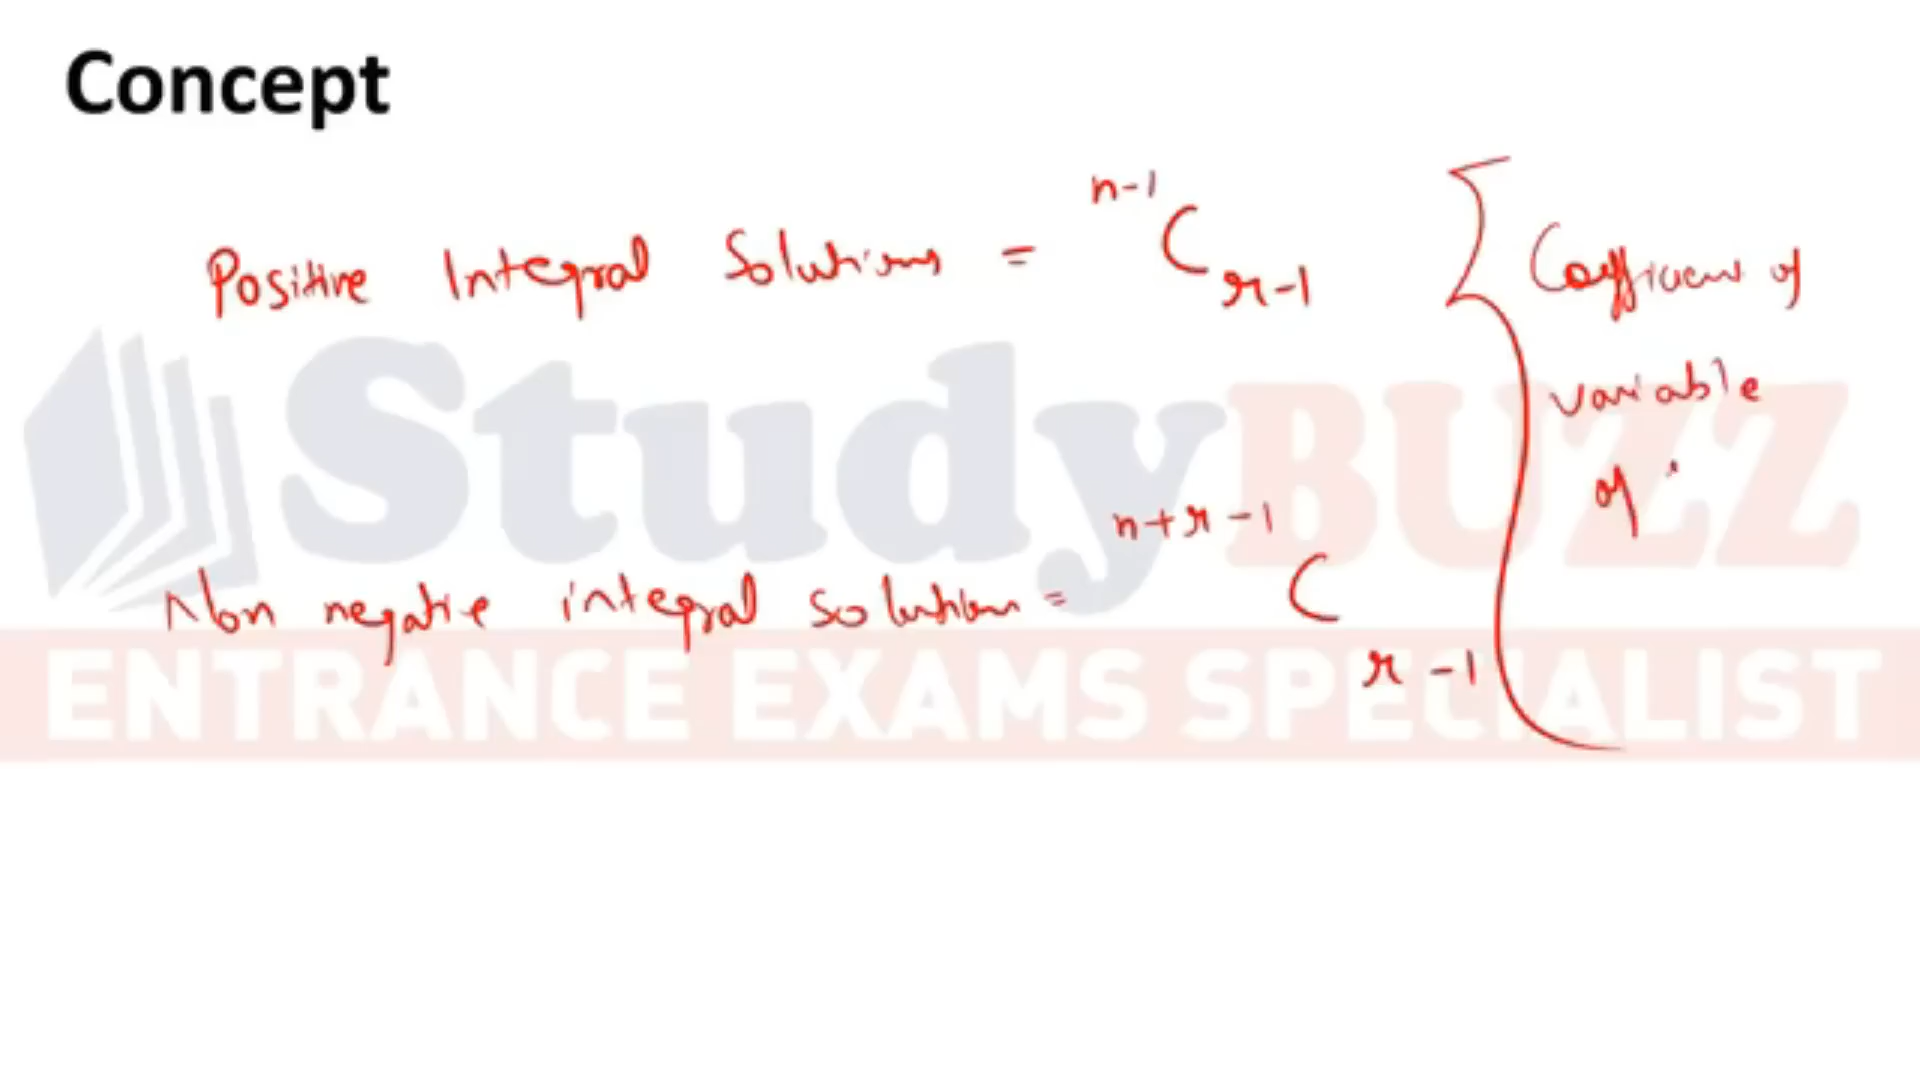 Concept
Positive Integral Solutions = n-1 C r-1
Coefficient of
variable
of
Non negative integral solution = n+r-1 C r-1
StudyBUZZ
ENTRANCE EXAMS SPECIALIST